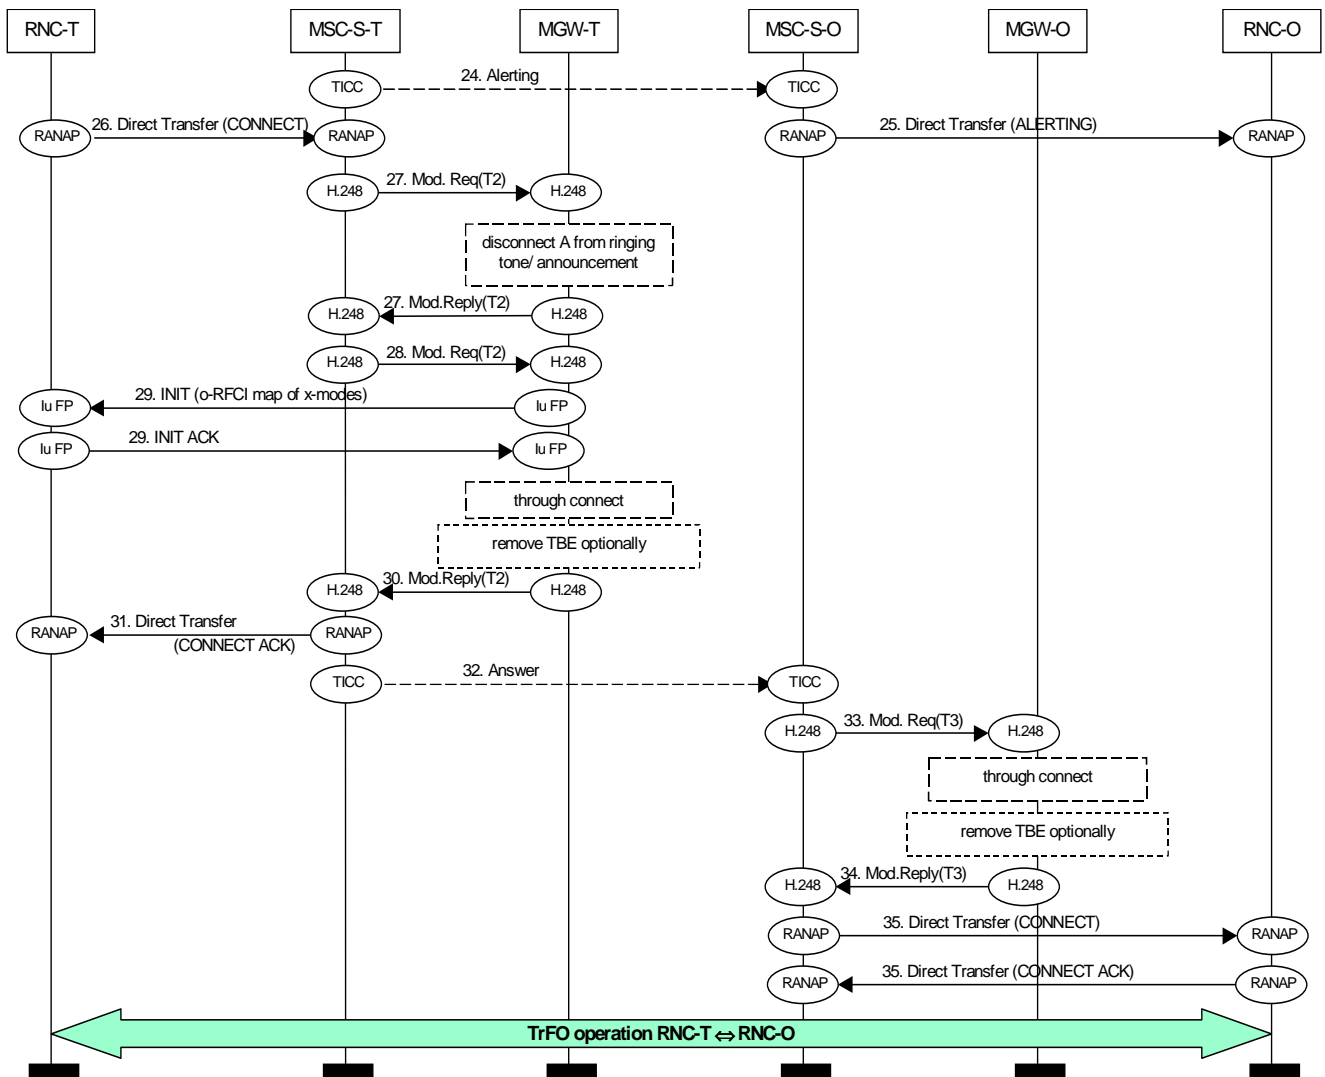 RNC-T MSC-S-T MGW-T MSC-S-O MGW-O RNC-O
TICC 24. Alerting TICC
RANAP 26. Direct Transfer (CONNECT) RANAP RANAP 25. Direct Transfer (ALERTING) RANAP
H.248 27. Mod. Req(T2) H.248
disconnect A from ringing
tone/ announcement
H.248 27. Mod.Reply(T2) H.248
H.248 28. Mod. Req(T2) H.248
Iu FP 29. INIT (o-RFCI map of x-modes) Iu FP
Iu FP 29. INIT ACK Iu FP
through connect
remove TBE optionally
H.248 30. Mod.Reply(T2) H.248
RANAP 31. Direct Transfer RANAP
(CONNECT ACK)
TICC 32. Answer TICC
H.248 33. Mod. Req(T3) H.248
through connect
remove TBE optionally
H.248 34. Mod.Reply(T3) H.248
RANAP 35. Direct Transfer (CONNECT) RANAP
RANAP 35. Direct Transfer (CONNECT ACK) RANAP
TrFO operation RNC-T ⇔ RNC-O